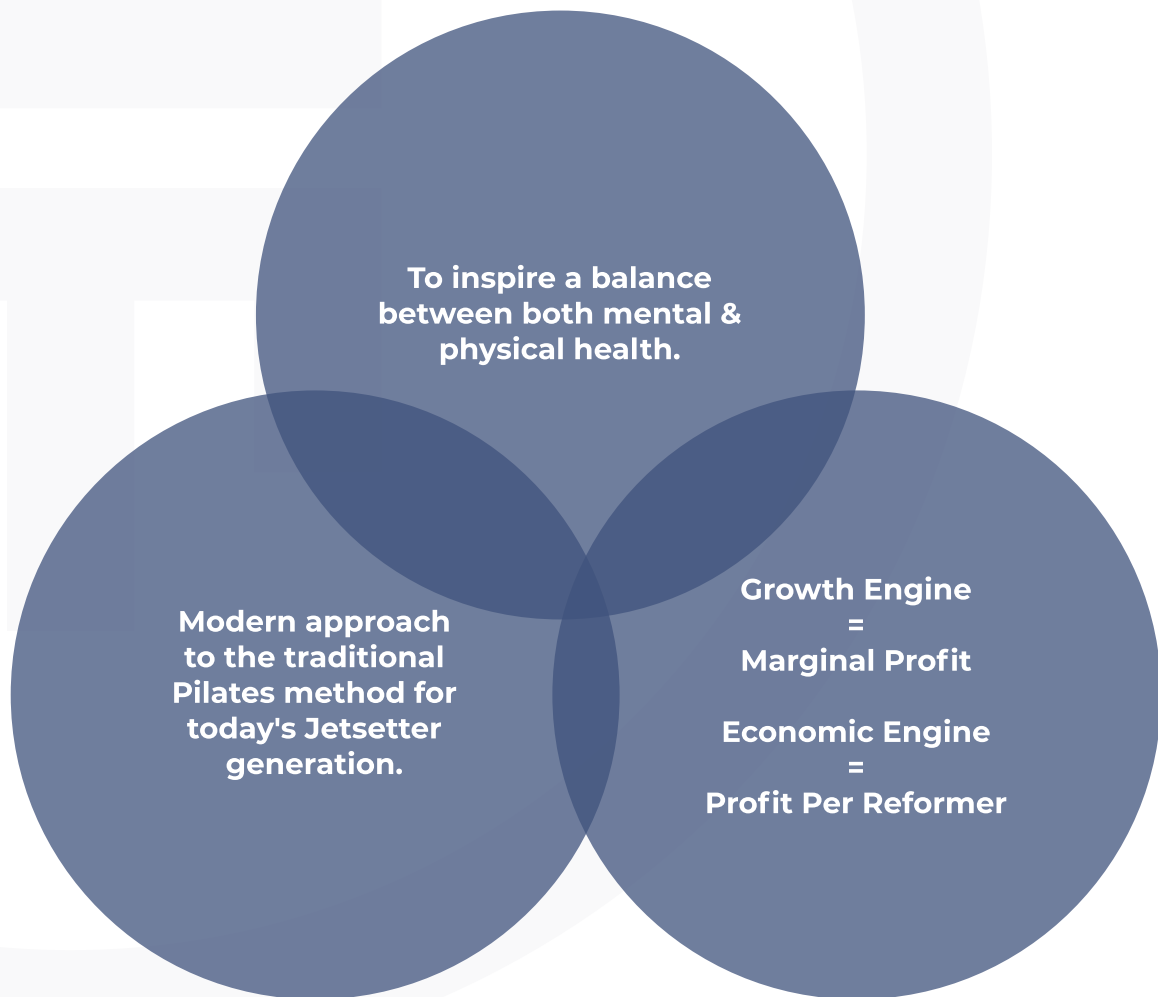 To inspire a balance
between both mental &
physical health.
Modern approach
to the traditional
Pilates method for
today's Jetsetter
generation.
Growth Engine
=
Marginal Profit
Economic Engine
=
Profit Per Reformer